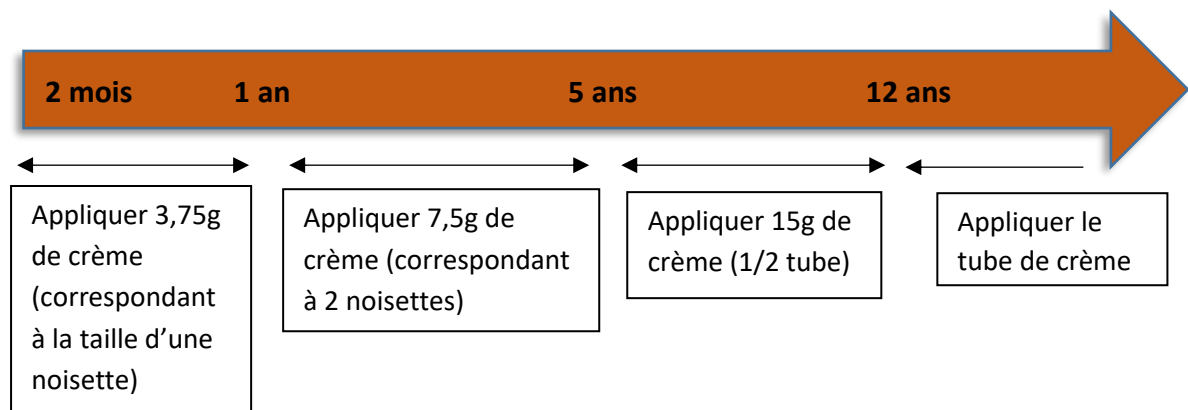 2 mois 1 an 5 ans 12 ans
Appliquer 3,75g
de crème
(correspondant
à la taille d’une
noisette)
Appliquer 7,5g de
crème (correspondant
à 2 noisettes)
Appliquer 15g de
crème (1/2 tube)
Appliquer le
tube de crème